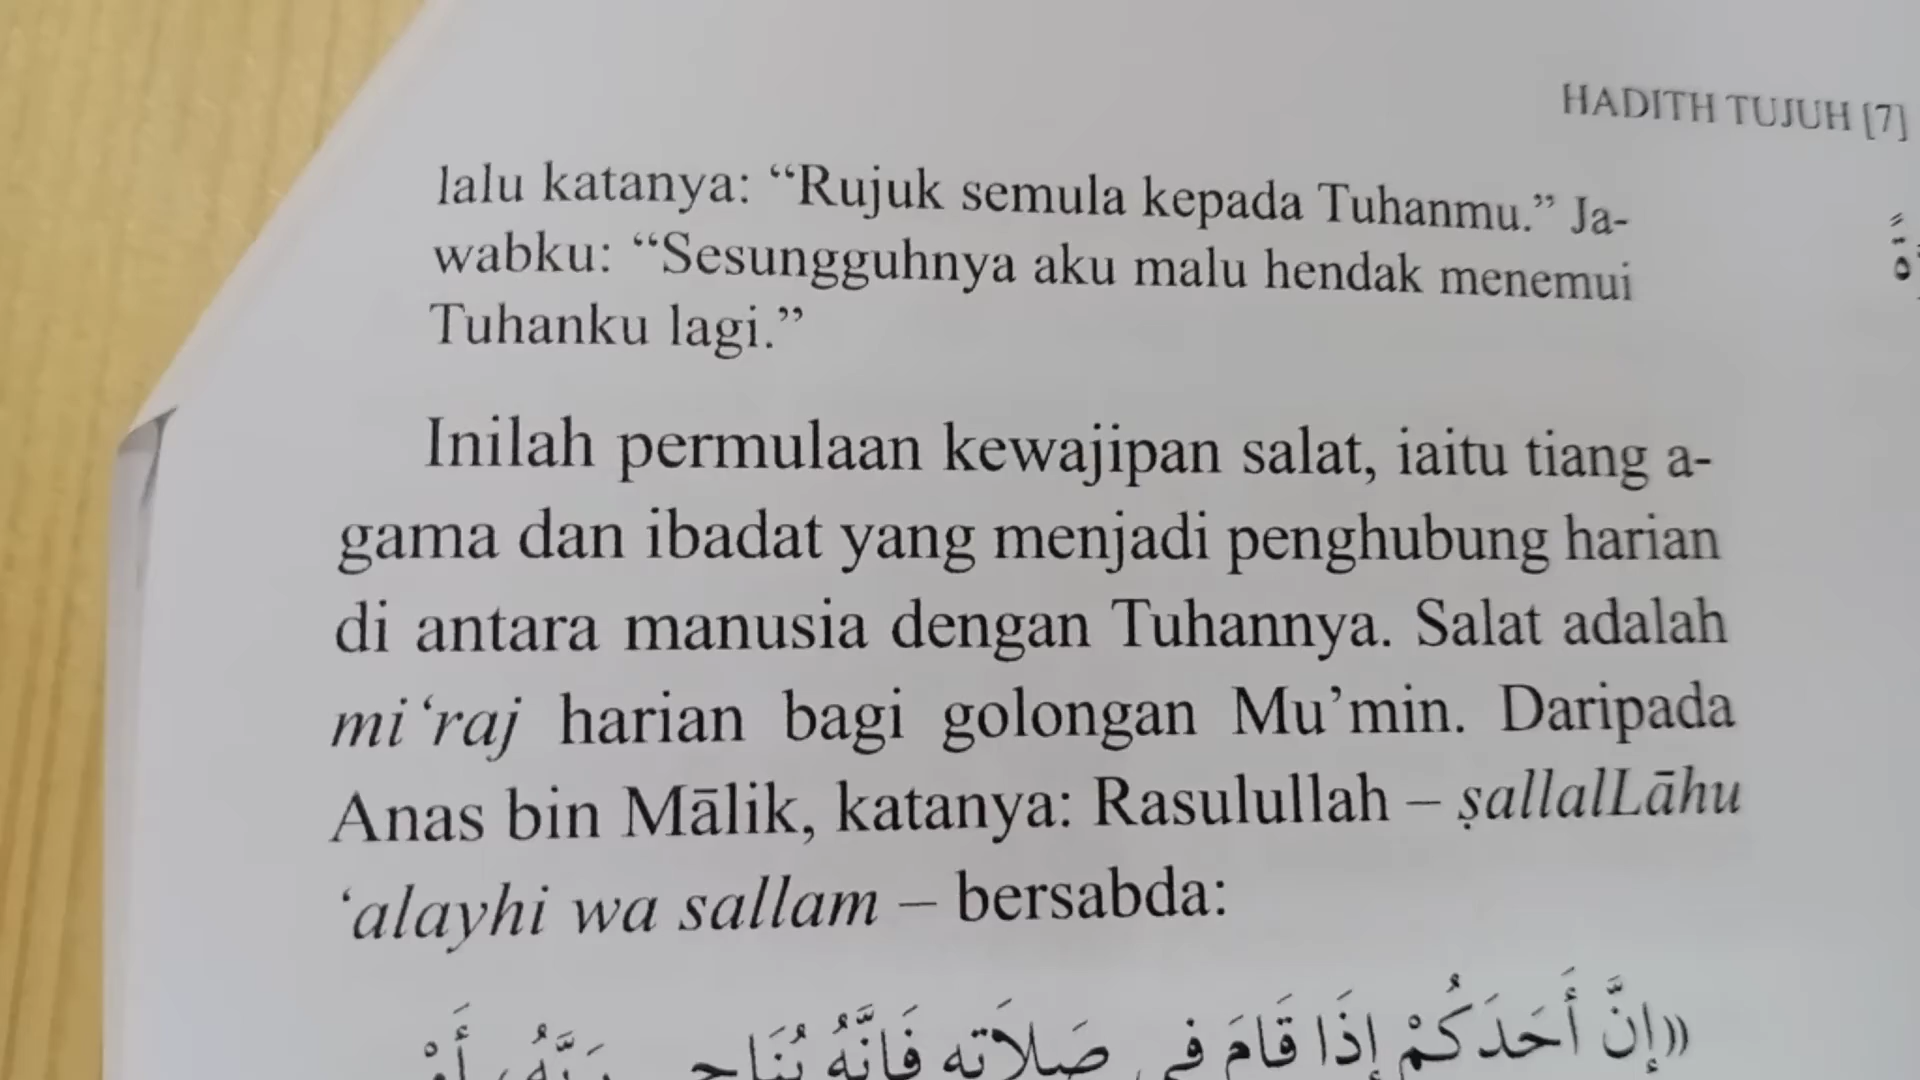 HADITH TUJUH [7]
lalu katanya: “Rujuk semula kepada Tuhanmu.” Ja-
wabku: “Sesungguhnya aku malu hendak menemui
Tuhanku lagi.”
Inilah permulaan kewajipan salat, iaitu tiang a-
gama dan ibadat yang menjadi penghubung harian
di antara manusia dengan Tuhannya. Salat adalah
mi‘raj harian bagi golongan Mu’min. Daripada
Anas bin Mālik, katanya: Rasulullah – ṣallalLāhu
‘alayhi wa sallam – bersabda:
«إِنَّ أَحَدَكُمْ إِذَا قَامَ فِي صَلَاتِهِ فَإِنَّهُ يُنَاجِي رَبَّهُ، أَوْ